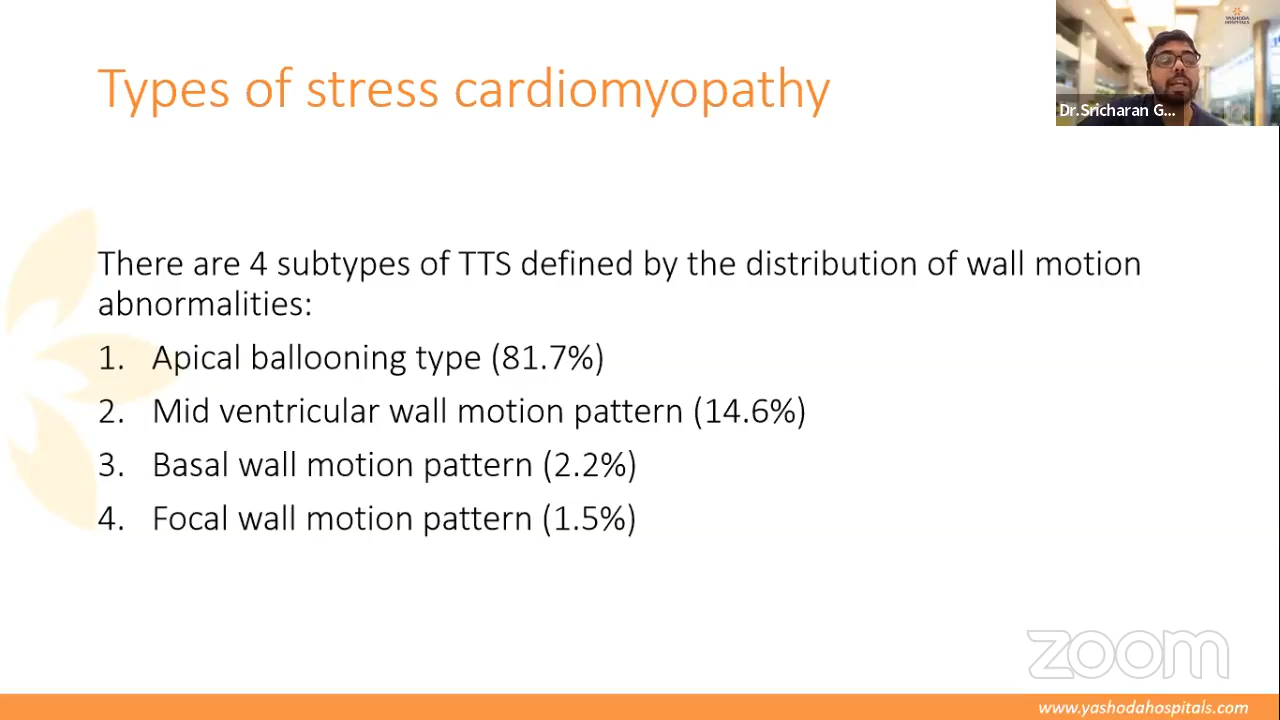 Types of stress cardiomyopathy
YASHODA
HOSPITALS
Dr.Sricharan G...
There are 4 subtypes of TTS defined by the distribution of wall motion
abnormalities:
1. Apical ballooning type (81.7%)
2. Mid ventricular wall motion pattern (14.6%)
3. Basal wall motion pattern (2.2%)
4. Focal wall motion pattern (1.5%)
zoom
www.yashodahospitals.com